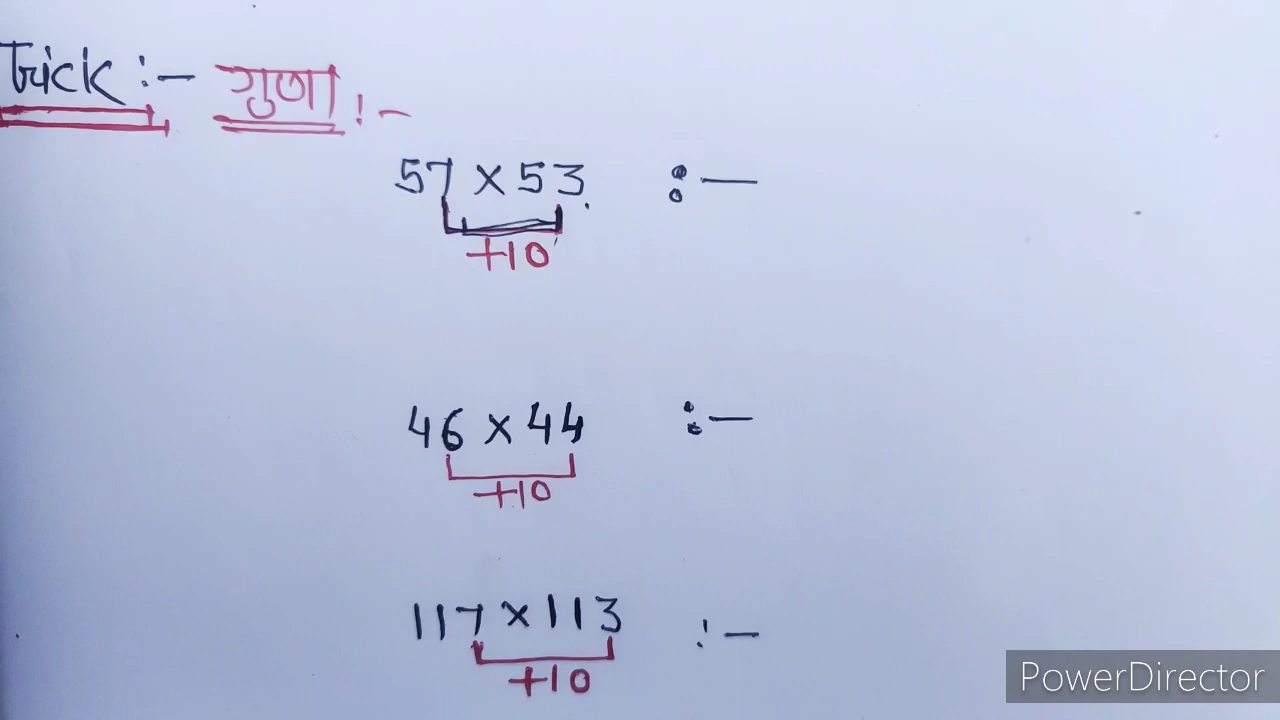 Trick :- गुणा :-
57 × 53 :-
+10
46 × 44 :-
+10
117 × 113 :-
+10
PowerDirector